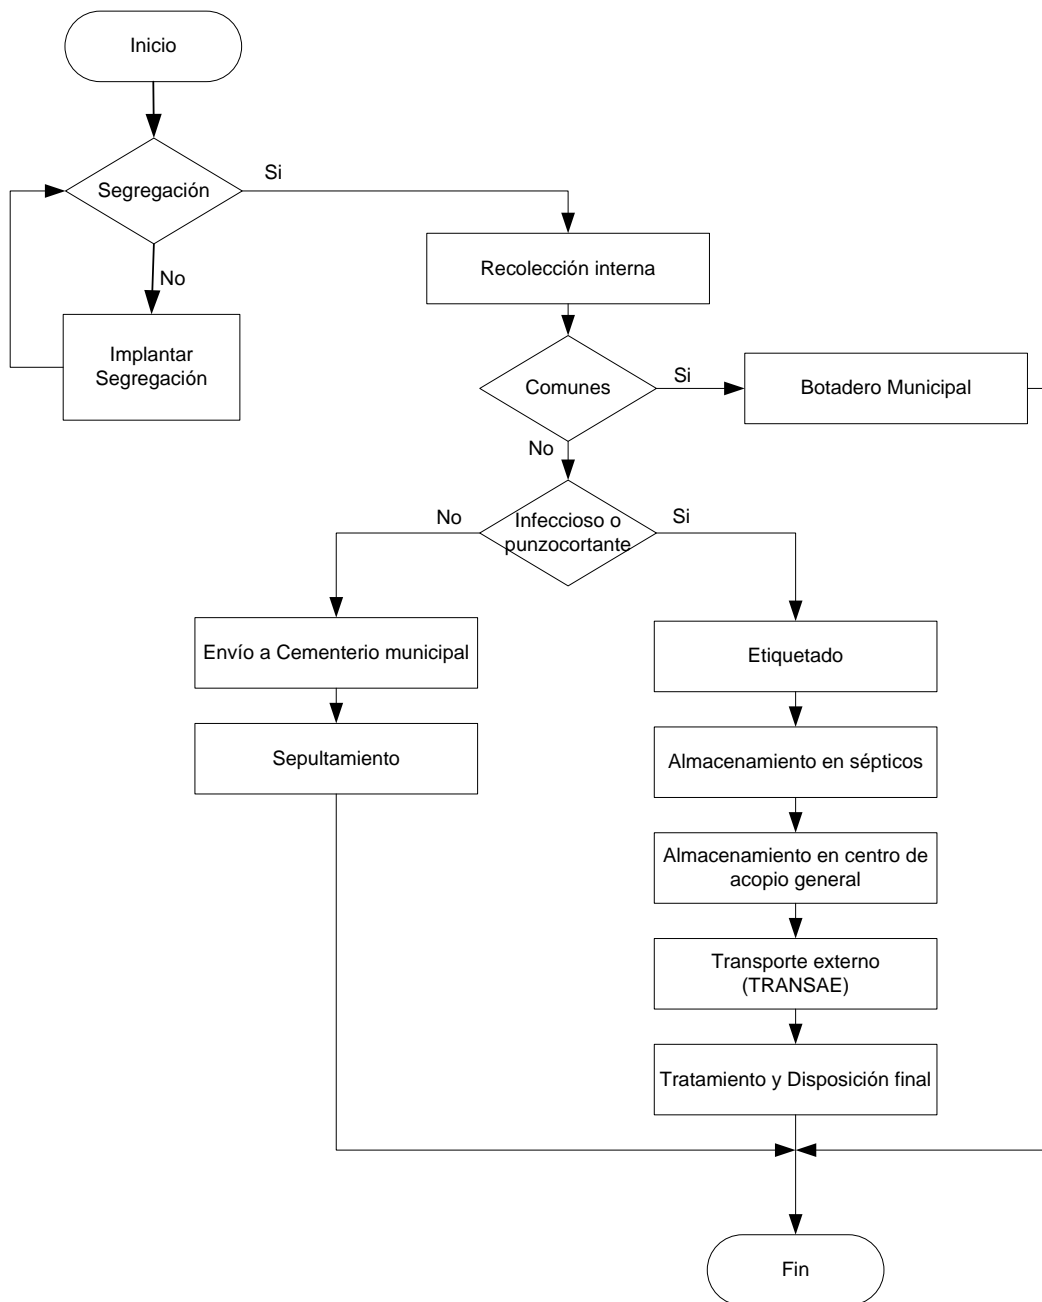 Inicio
Segregación
Si
No
Implantar
Segregación
Recolección interna
Comunes
Si
Botadero Municipal
No
Infeccioso o
punzocortante
No
Si
Envío a Cementerio municipal
Sepultamiento
Etiquetado
Almacenamiento en sépticos
Almacenamiento en centro de
acopio general
Transporte externo
(TRANSAE)
Tratamiento y Disposición final
Fin